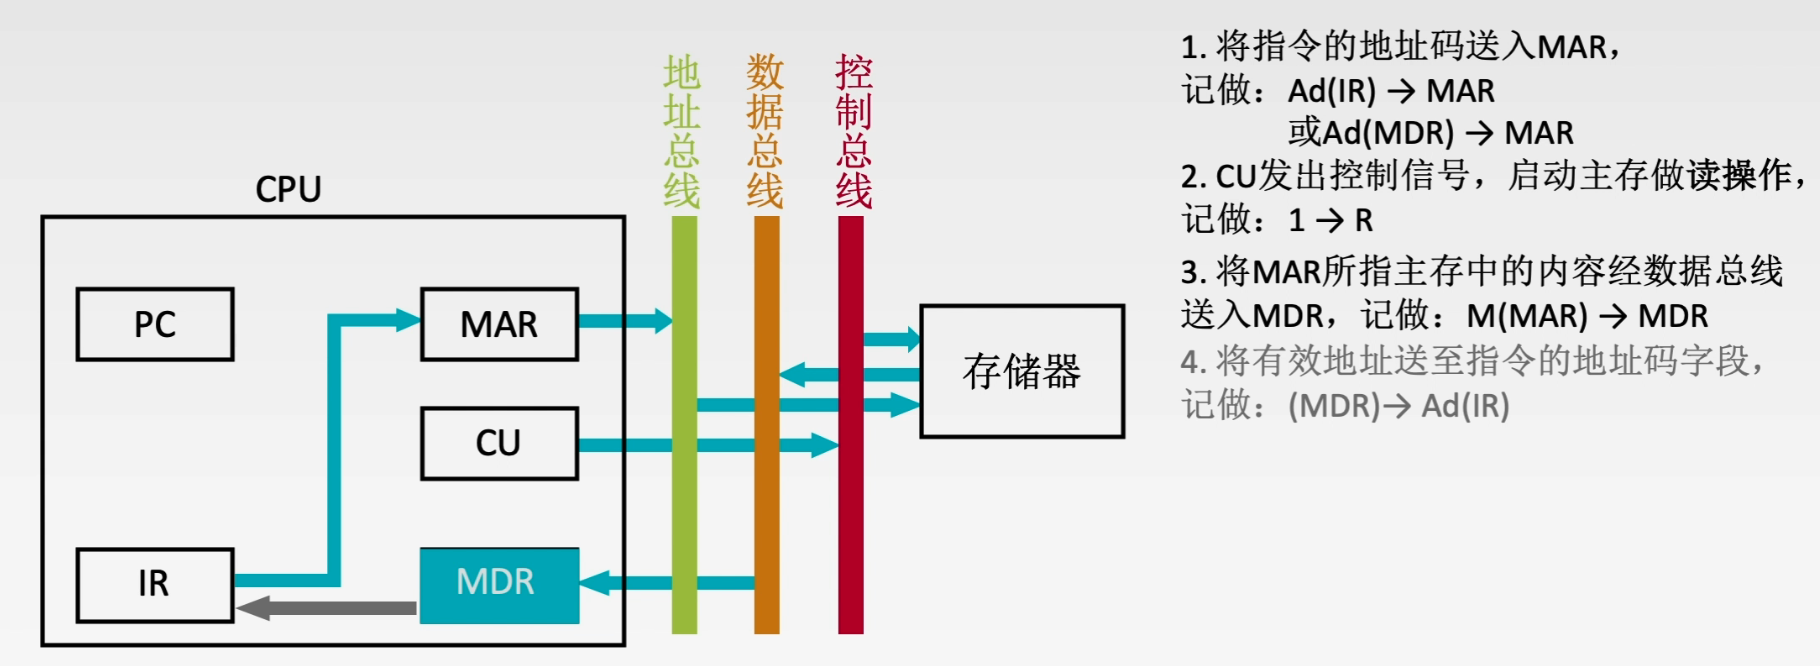 地址总线
数据总线
控制总线
CPU
PC
MAR
CU
IR
MDR
存储器
1. 将指令的地址码送入MAR，
记做：Ad(IR) → MAR
或Ad(MDR) → MAR
2. CU发出控制信号，启动主存做读操作，
记做：1 → R
3. 将MAR所指主存中的内容经数据总线
送入MDR，记做：M(MAR) → MDR
4. 将有效地址送至指令的地址码字段，
记做：(MDR)→ Ad(IR)